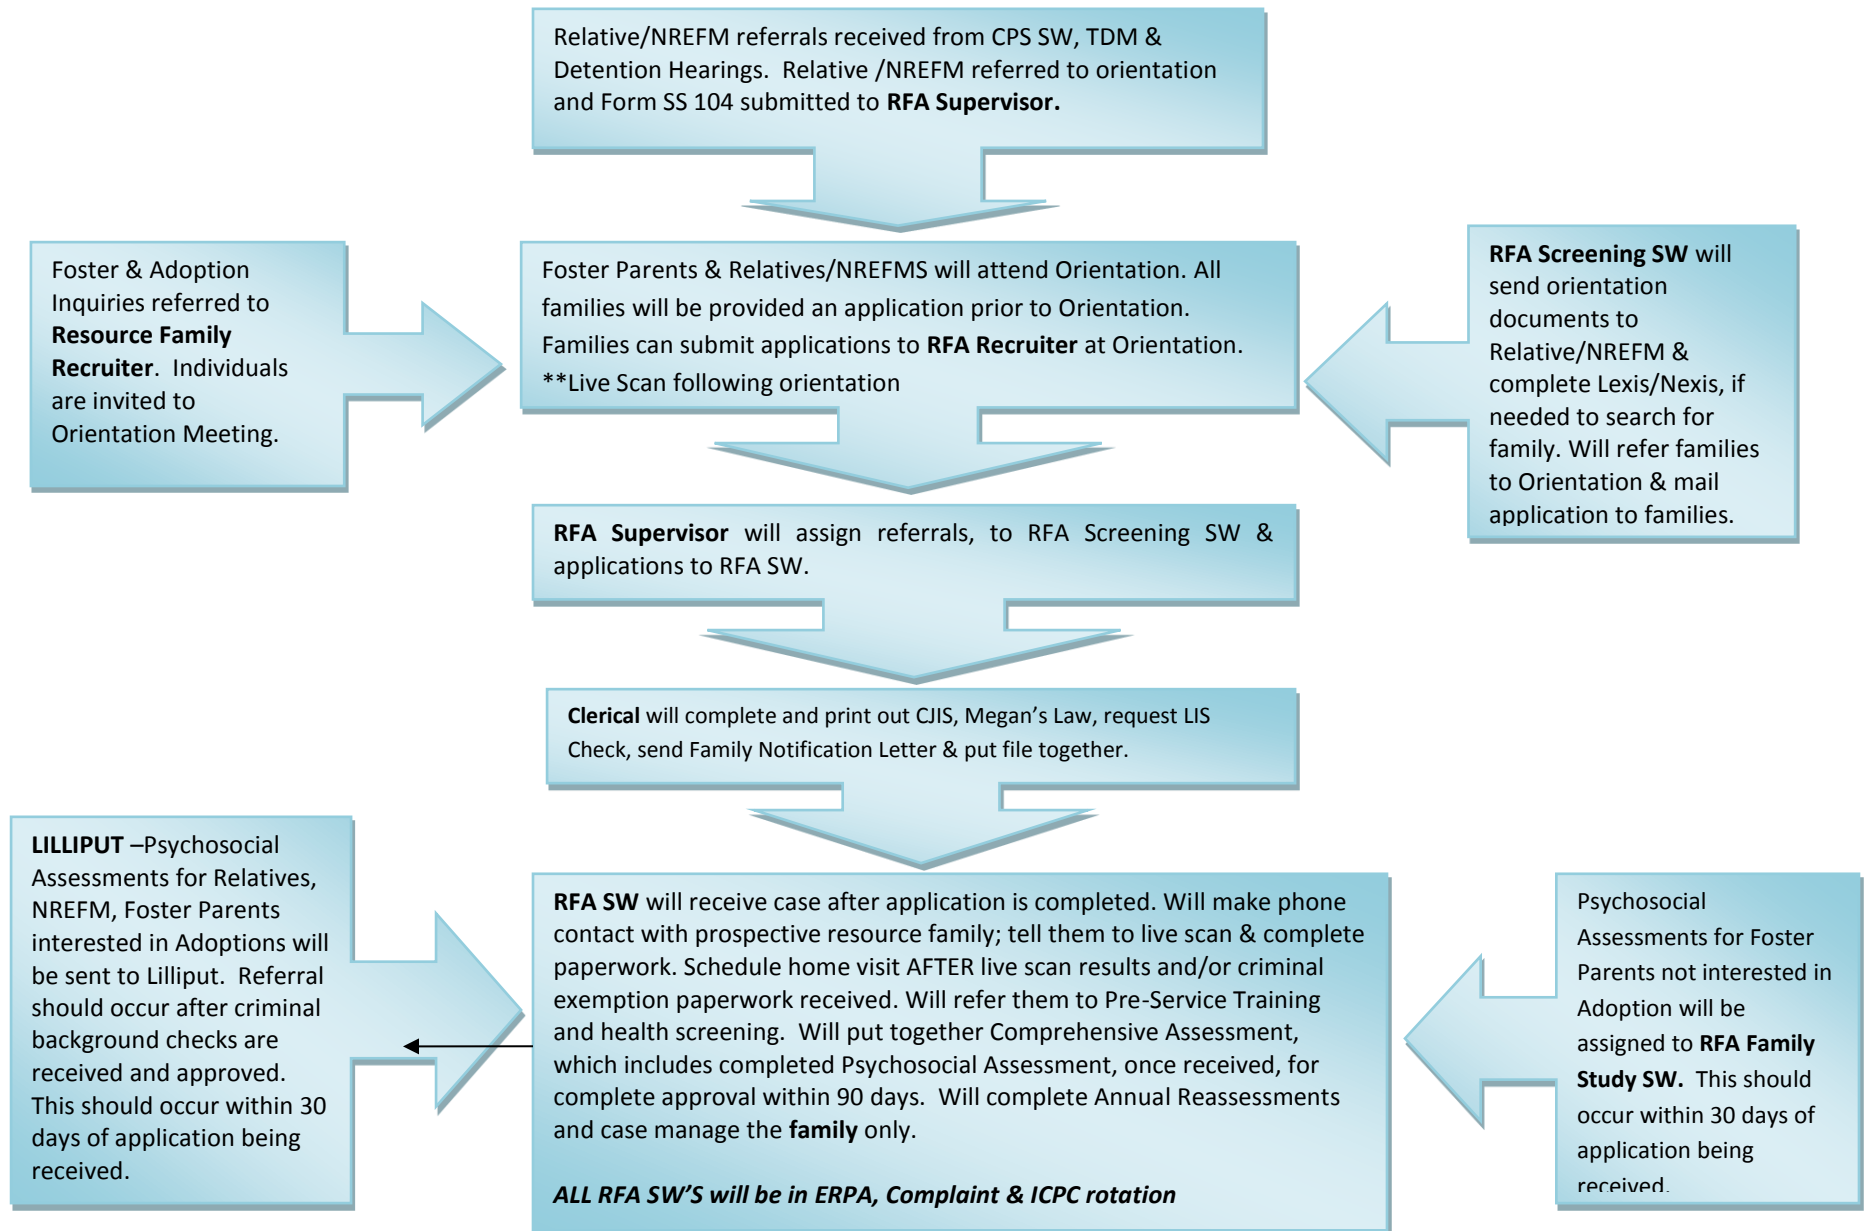 Relative/NREFM referrals received from CPS SW, TDM &
Detention Hearings.  Relative /NREFM referred to orientation
and Form SS 104 submitted to RFA Supervisor.
Foster & Adoption
Inquiries referred to
Resource Family
Recruiter.  Individuals
are invited to
Orientation Meeting.
Foster Parents & Relatives/NREFMS will attend Orientation. All
families will be provided an application prior to Orientation.
Families can submit applications to RFA Recruiter at Orientation.
**Live Scan following orientation
RFA Screening SW will
send orientation
documents to
Relative/NREFM &
complete Lexis/Nexis, if
needed to search for
family. Will refer families
to Orientation & mail
application to families.
RFA Supervisor will assign referrals, to RFA Screening SW &
applications to RFA SW.
Clerical will complete and print out CJIS, Megan’s Law, request LIS
Check, send Family Notification Letter & put file together.
LILLIPUT –Psychosocial
Assessments for Relatives,
NREFM, Foster Parents
interested in Adoptions will
be sent to Lilliput.  Referral
should occur after criminal
background checks are
received and approved.
This should occur within 30
days of application being
received.
RFA SW will receive case after application is completed. Will make phone
contact with prospective resource family; tell them to live scan & complete
paperwork. Schedule home visit AFTER live scan results and/or criminal
exemption paperwork received. Will refer them to Pre-Service Training
and health screening.  Will put together Comprehensive Assessment,
which includes completed Psychosocial Assessment, once received, for
complete approval within 90 days.  Will complete Annual Reassessments
and case manage the family only.
ALL RFA SW’S will be in ERPA, Complaint & ICPC rotation
Psychosocial
Assessments for Foster
Parents not interested in
Adoption will be
assigned to RFA Family
Study SW.  This should
occur within 30 days of
application being
received.